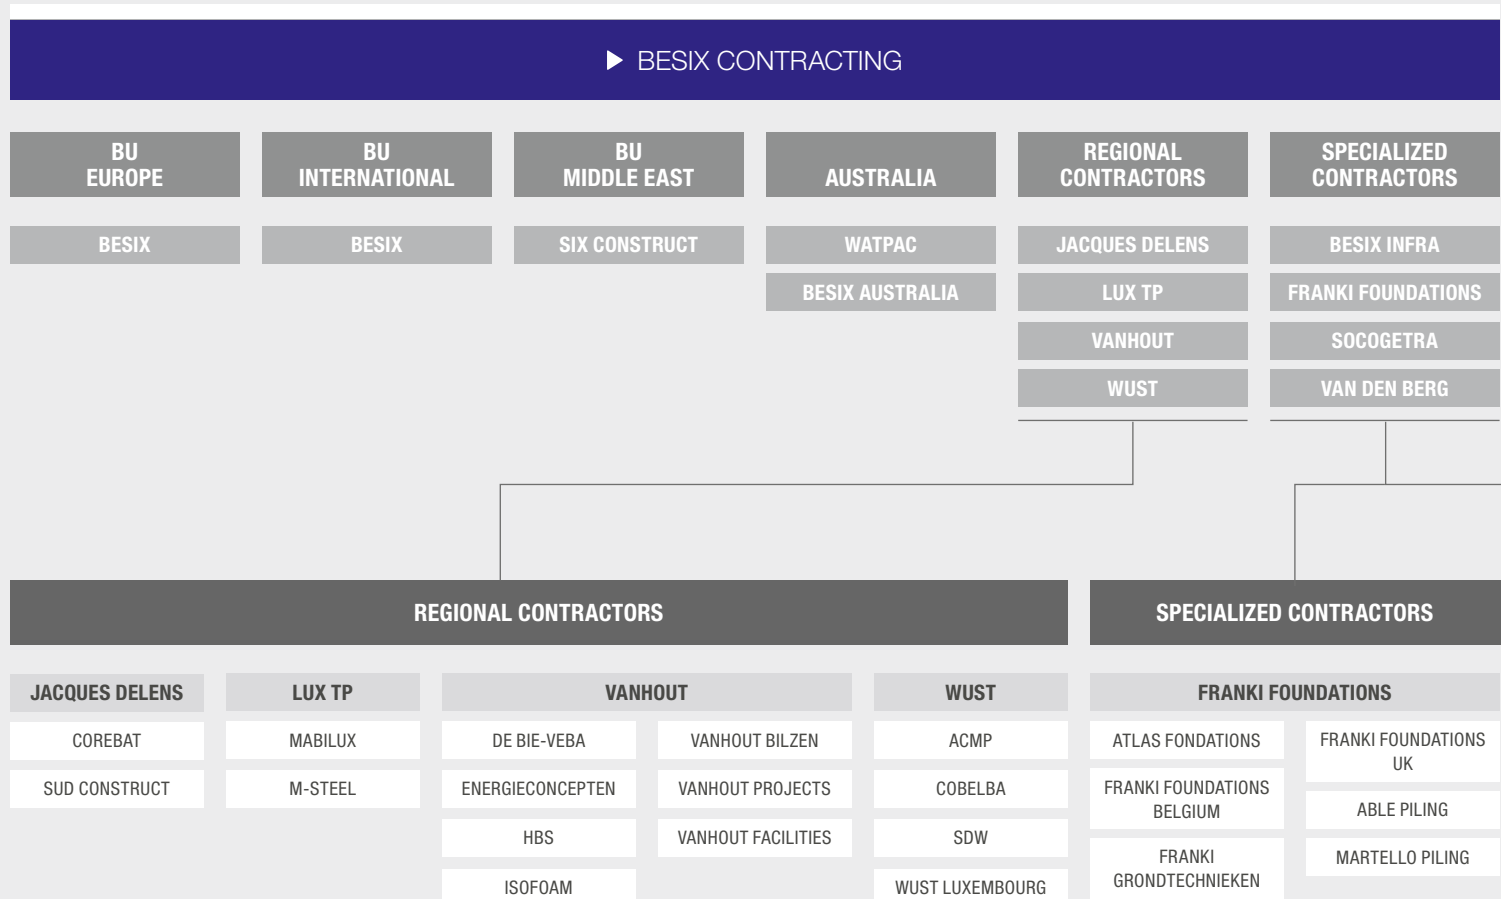 BESIX CONTRACTING
BU
EUROPE
BU
INTERNATIONAL
BU
MIDDLE EAST
AUSTRALIA
REGIONAL
CONTRACTORS
SPECIALIZED
CONTRACTORS
BESIX
BESIX
SIX CONSTRUCT
WATPAC
JACQUES DELENS
BESIX INFRA
BESIX AUSTRALIA
LUX TP
FRANKI FOUNDATIONS
VANHOUT
SOCOGETRA
WUST
VAN DEN BERG
REGIONAL CONTRACTORS
SPECIALIZED CONTRACTORS
JACQUES DELENS
COREBAT
SUD CONSTRUCT
LUX TP
MABILUX
M-STEEL
VANHOUT
DE BIE-VEBA
ENERGIECONCEPTEN
HBS
ISOFOAM
VANHOUT BILZEN
VANHOUT PROJECTS
VANHOUT FACILITIES
WUST
ACMP
COBELBA
SDW
WUST LUXEMBOURG
FRANKI FOUNDATIONS
ATLAS FONDATIONS
FRANKI FOUNDATIONS
BELGIUM
FRANKI
GRONDTECHNIEKEN
FRANKI FOUNDATIONS
UK
ABLE PILING
MARTELLO PILING